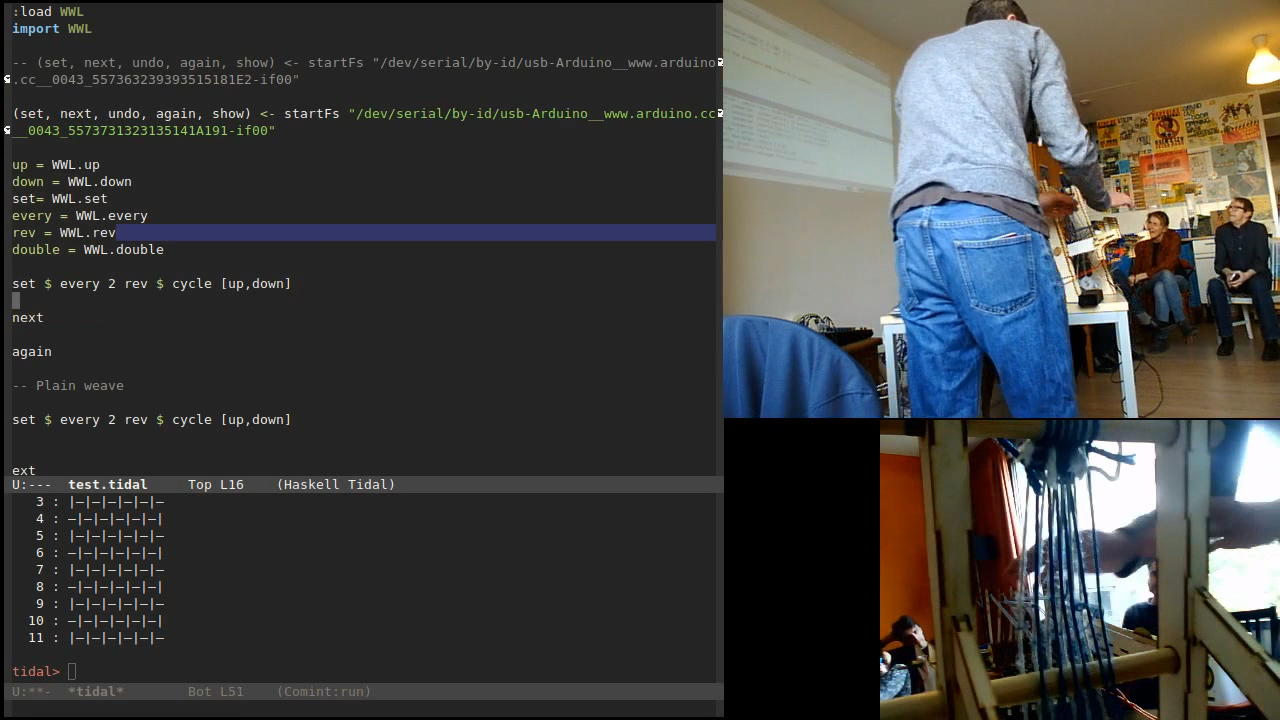 :load WWL
import WWL
-- (set, next, undo, again, show) <- startFs "/dev/serial/by-id/usb-Arduino__www.arduino
.cc__0043_557363239393515181E2-if00"
(set, next, undo, again, show) <- startFs "/dev/serial/by-id/usb-Arduino__www.arduino.cc
__0043_5573731323135141A191-if00"
up = WWL.up
down = WWL.down
set= WWL.set
every = WWL.every
rev = WWL.rev
double = WWL.double
set $ every 2 rev $ cycle [up,down]
next
again
-- Plain weave
set $ every 2 rev $ cycle [up,down]
ext
U:--- test.tidal Top L16 (Haskell Tidal)
3 : |—|—|—|—|—|—
4 : —|—|—|—|—|—|
5 : |—|—|—|—|—|—
6 : —|—|—|—|—|—|
7 : |—|—|—|—|—|—
8 : —|—|—|—|—|—|
9 : |—|—|—|—|—|—
10 : —|—|—|—|—|—|
11 : |—|—|—|—|—|—
tidal>
U:**- *tidal* Bot L51 (Comint:run)